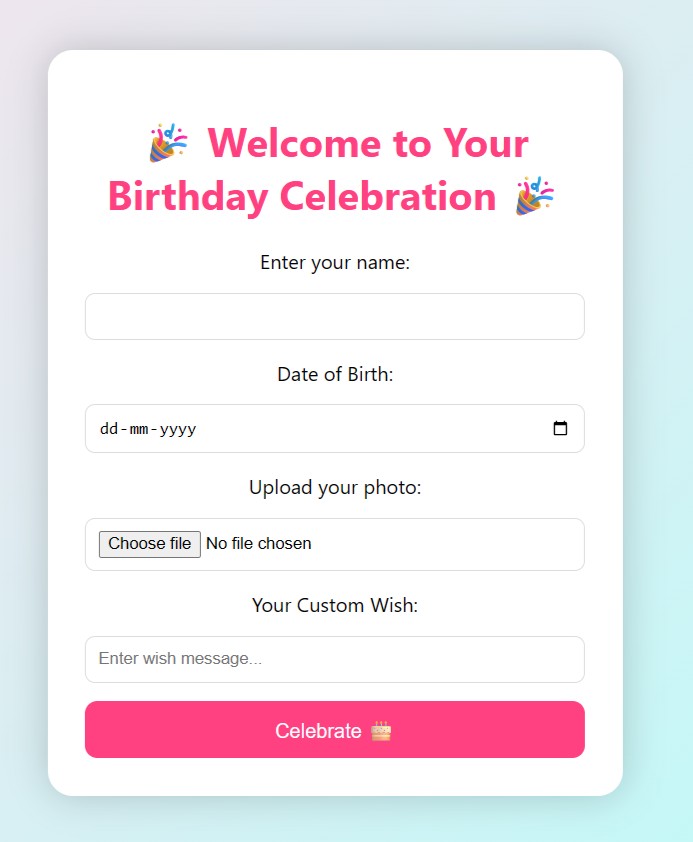 🎉 Welcome to Your
Birthday Celebration 🎉
Enter your name:
Date of Birth:
dd-mm-yyyy
Upload your photo:
Choose file No file chosen
Your Custom Wish:
Enter wish message...
Celebrate 🎂